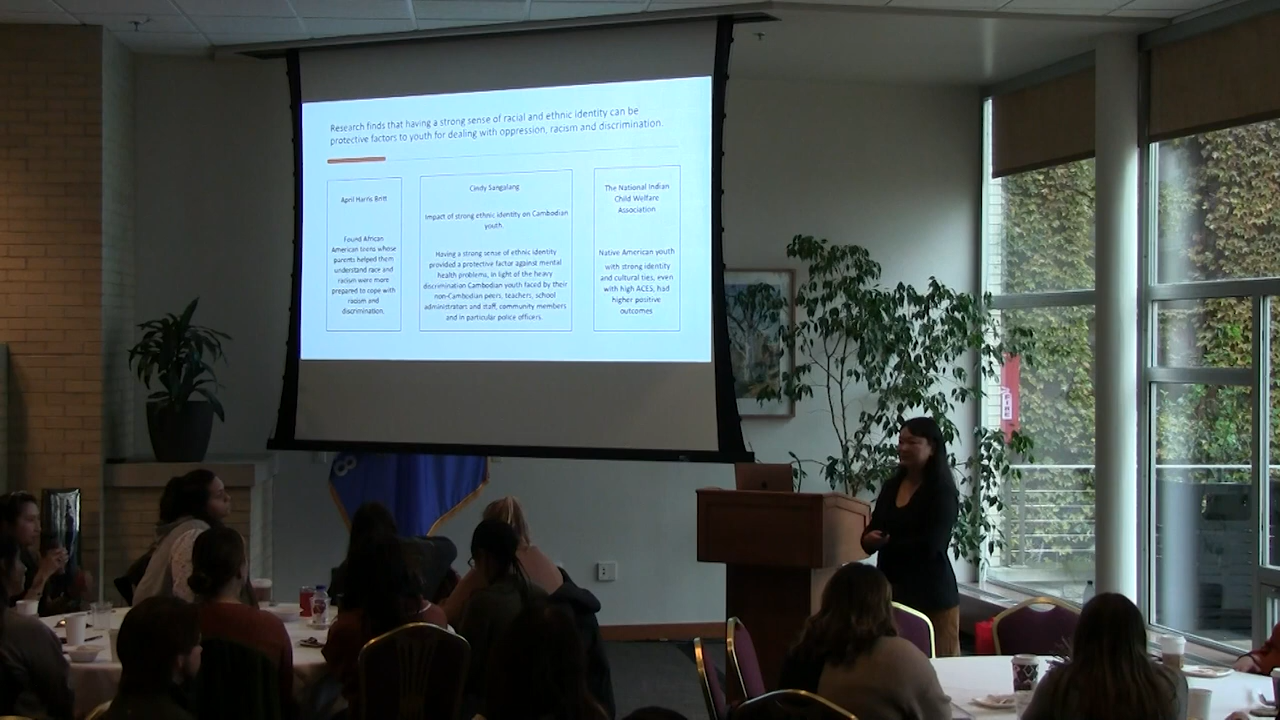 Research finds that having a strong sense of racial and ethnic identity can be
protective factors to youth for dealing with oppression, racism and discrimination.
April Harris Britt
Found African
American teens whose
parents helped them
understand race and
racism were more
prepared to cope with
racism and
discrimination.
Cindy Sangalang
Impact of strong ethnic identity on Cambodian
youth.
Having a strong sense of ethnic identity
provided a protective factor against mental
health problems, in light of the heavy
discrimination Cambodian youth faced by their
non-Cambodian peers, teachers, school
administrators and staff, community members
and in particular police officers.
The National Indian
Child Welfare
Association
Native American youth
with strong identity
and cultural ties, even
with high ACES, had
higher positive
outcomes
FIRE